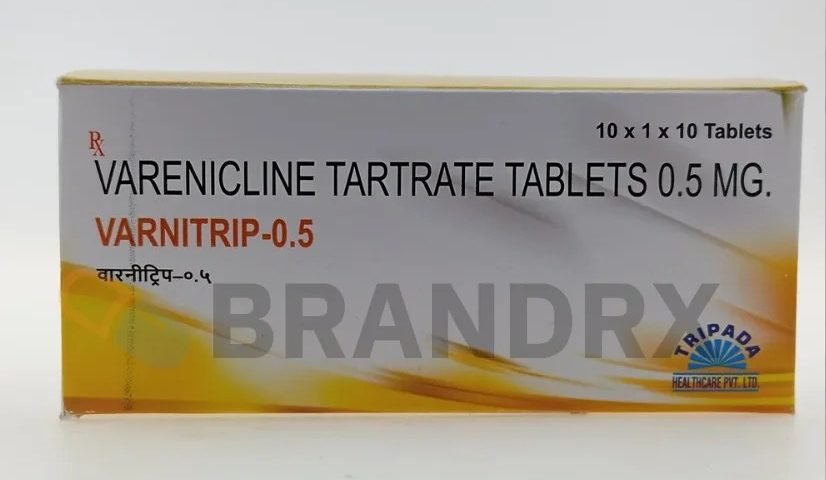 10 x 1 x 10 Tablets
Rx
VARENICLINE TARTRATE TABLETS 0.5 MG.
VARNITRIP-0.5
वारनीट्रिप–०.५
BRANDRX
TRIPADA
HEALTHCARE PVT. LTD.